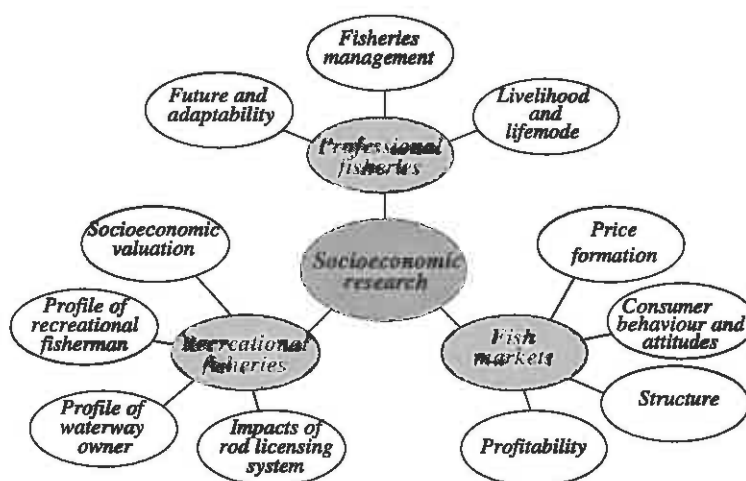 Fisheries
management
Future and
adaptability
Livelihood
and
lifemode
Professional
fisheries
Socioeconomic
valuation
Price
formation
Socioeconomic
research
Profile of
recreational
fisherman
Consumer
behaviour and
attitudes
Recreational
fisheries
Fish
markets
Structure
Profile of
waterway
owner
Impacts of
rod licensing
system
Profitability